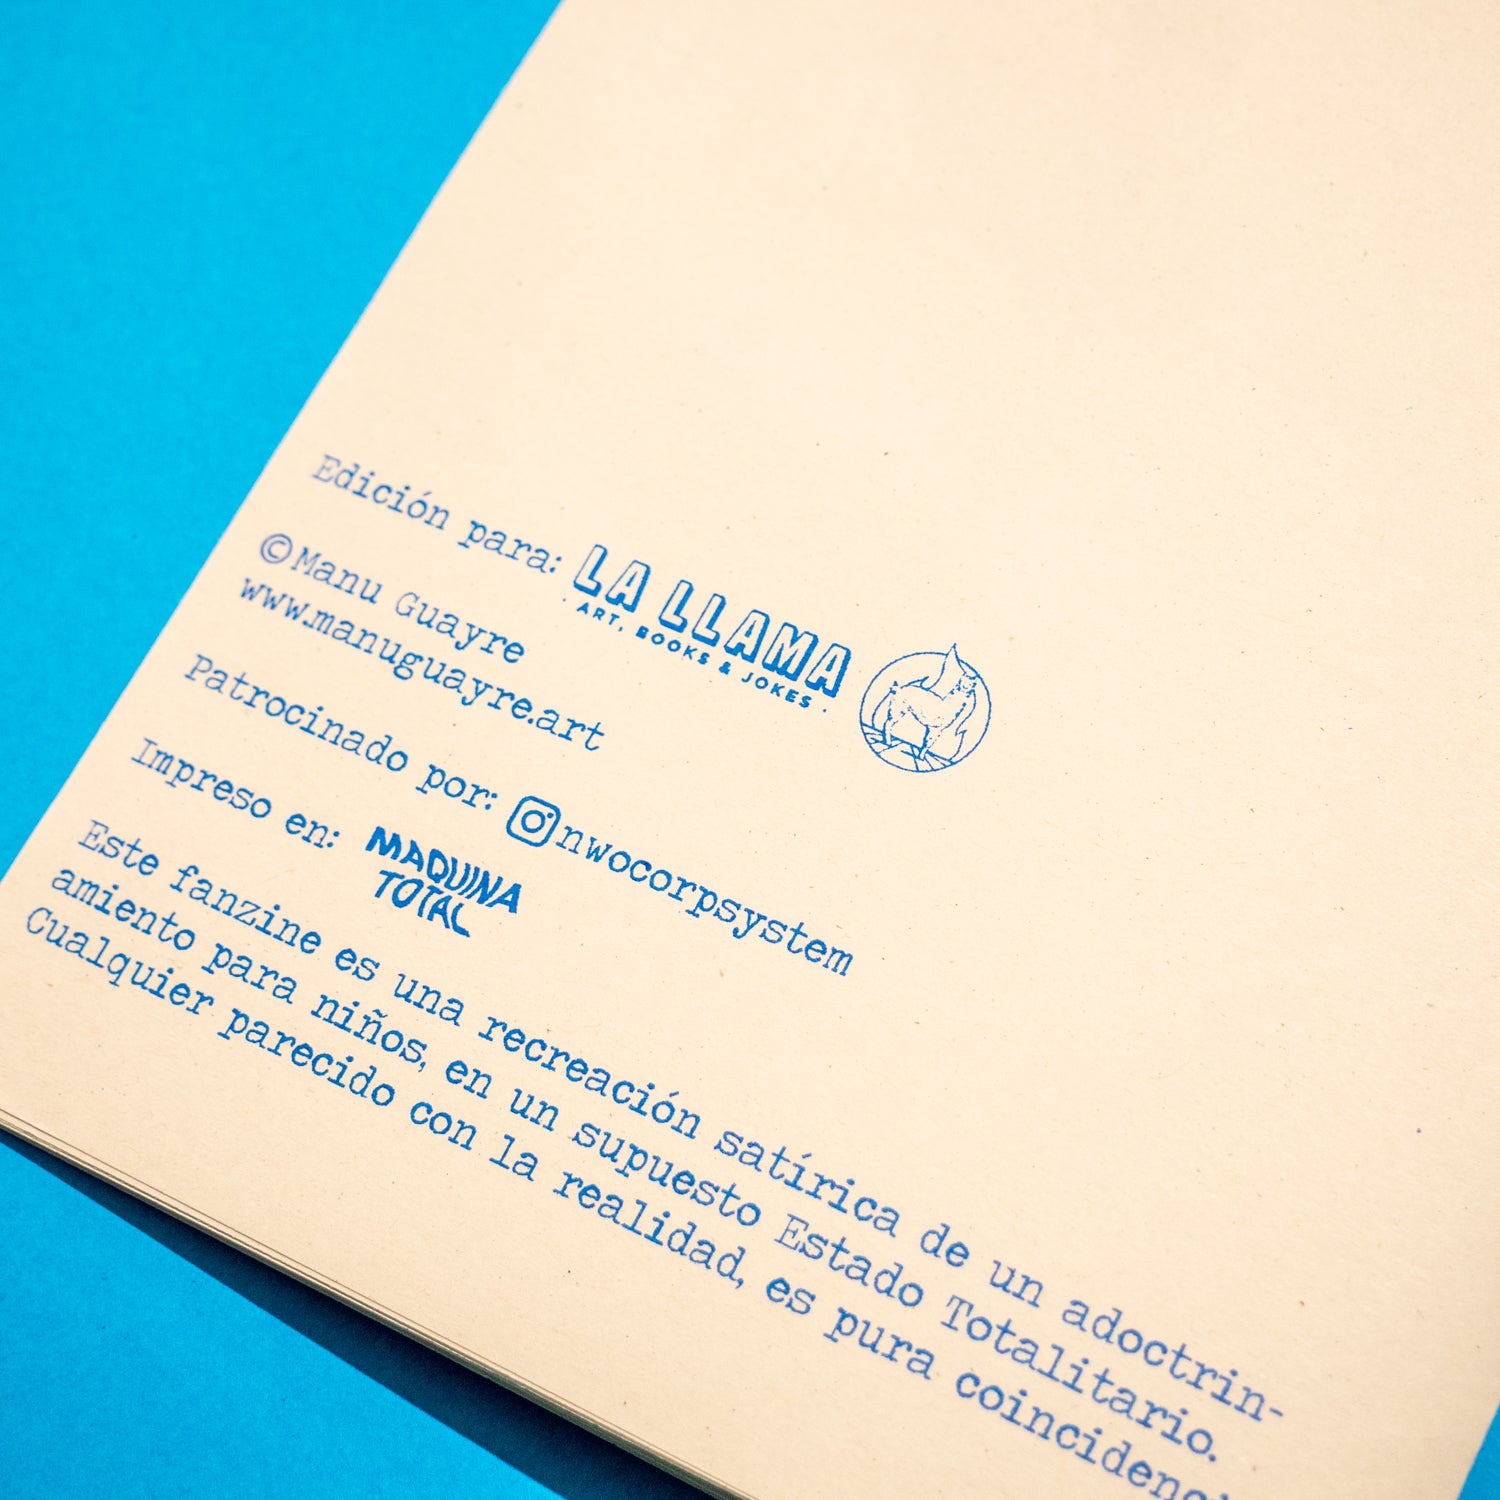 Edición para: LA LLAMA
· ART, BOOKS & JOKES ·
©Manu Guayre
www.manuguayre.art
Patrocinado por: nwocorpsystem
Impreso en: MAQUINA
TOTAL
Este fanzine es una recreación satírica de un adoctrin-
amiento para niños, en un supuesto Estado Totalitario.
Cualquier parecido con la realidad, es pura